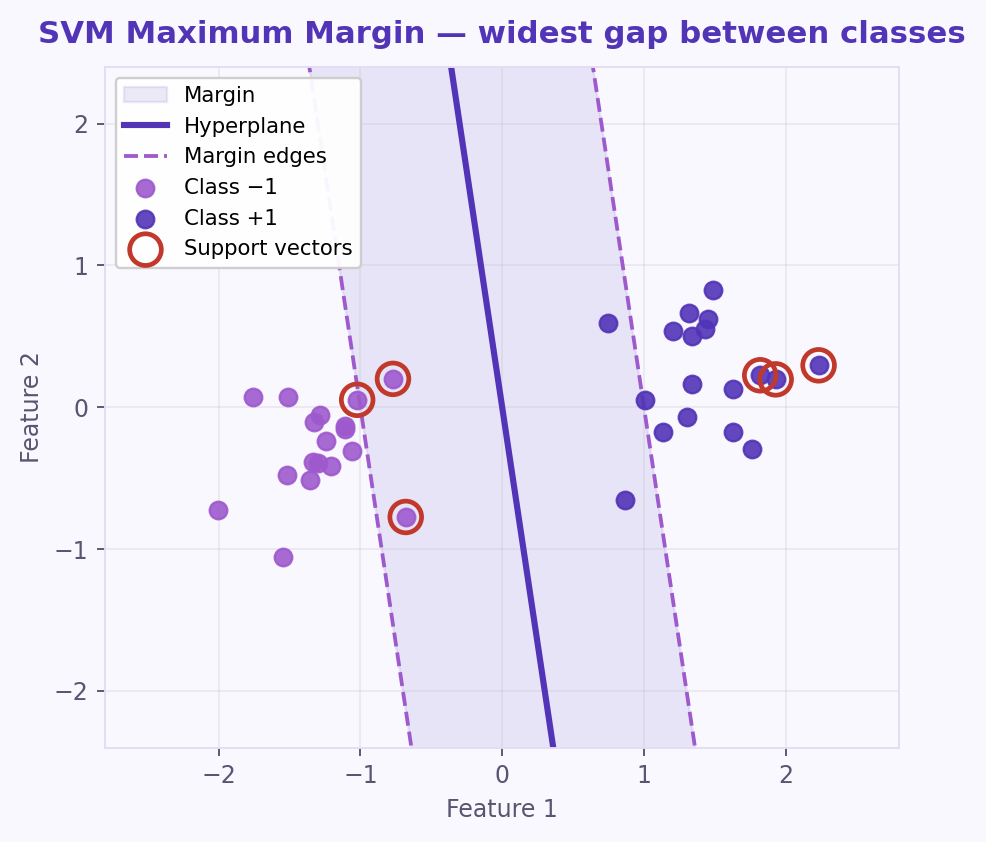 SVM Maximum Margin — widest gap between classes
Margin
Hyperplane
Margin edges
Class −1
Class +1
Support vectors
2
1
0
−1
−2
Feature 2
−2
−1
0
1
2
Feature 1